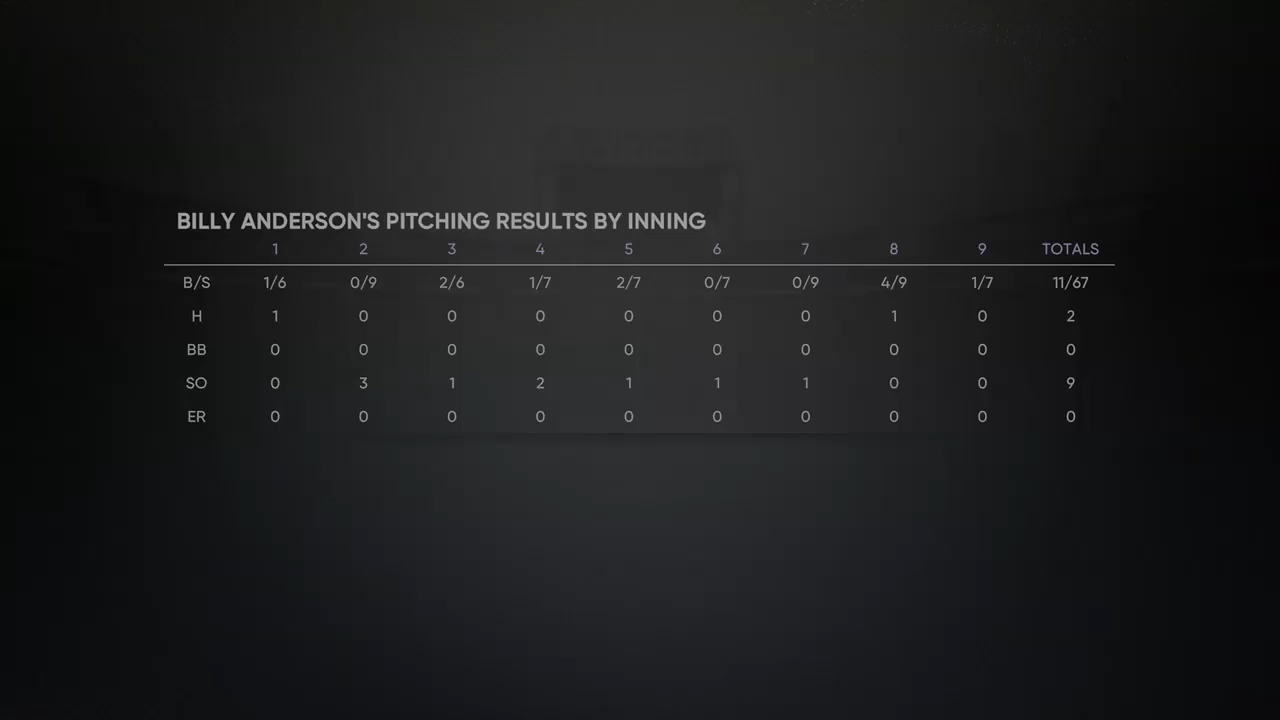 BILLY ANDERSON'S PITCHING RESULTS BY INNING
1 2 3 4 5 6 7 8 9 TOTALS
B/S 1/6 0/9 2/6 1/7 2/7 0/7 0/9 4/9 1/7 11/67
H 1 0 0 0 0 0 0 1 0 2
BB 0 0 0 0 0 0 0 0 0 0
SO 0 3 1 2 1 1 1 0 0 9
ER 0 0 0 0 0 0 0 0 0 0